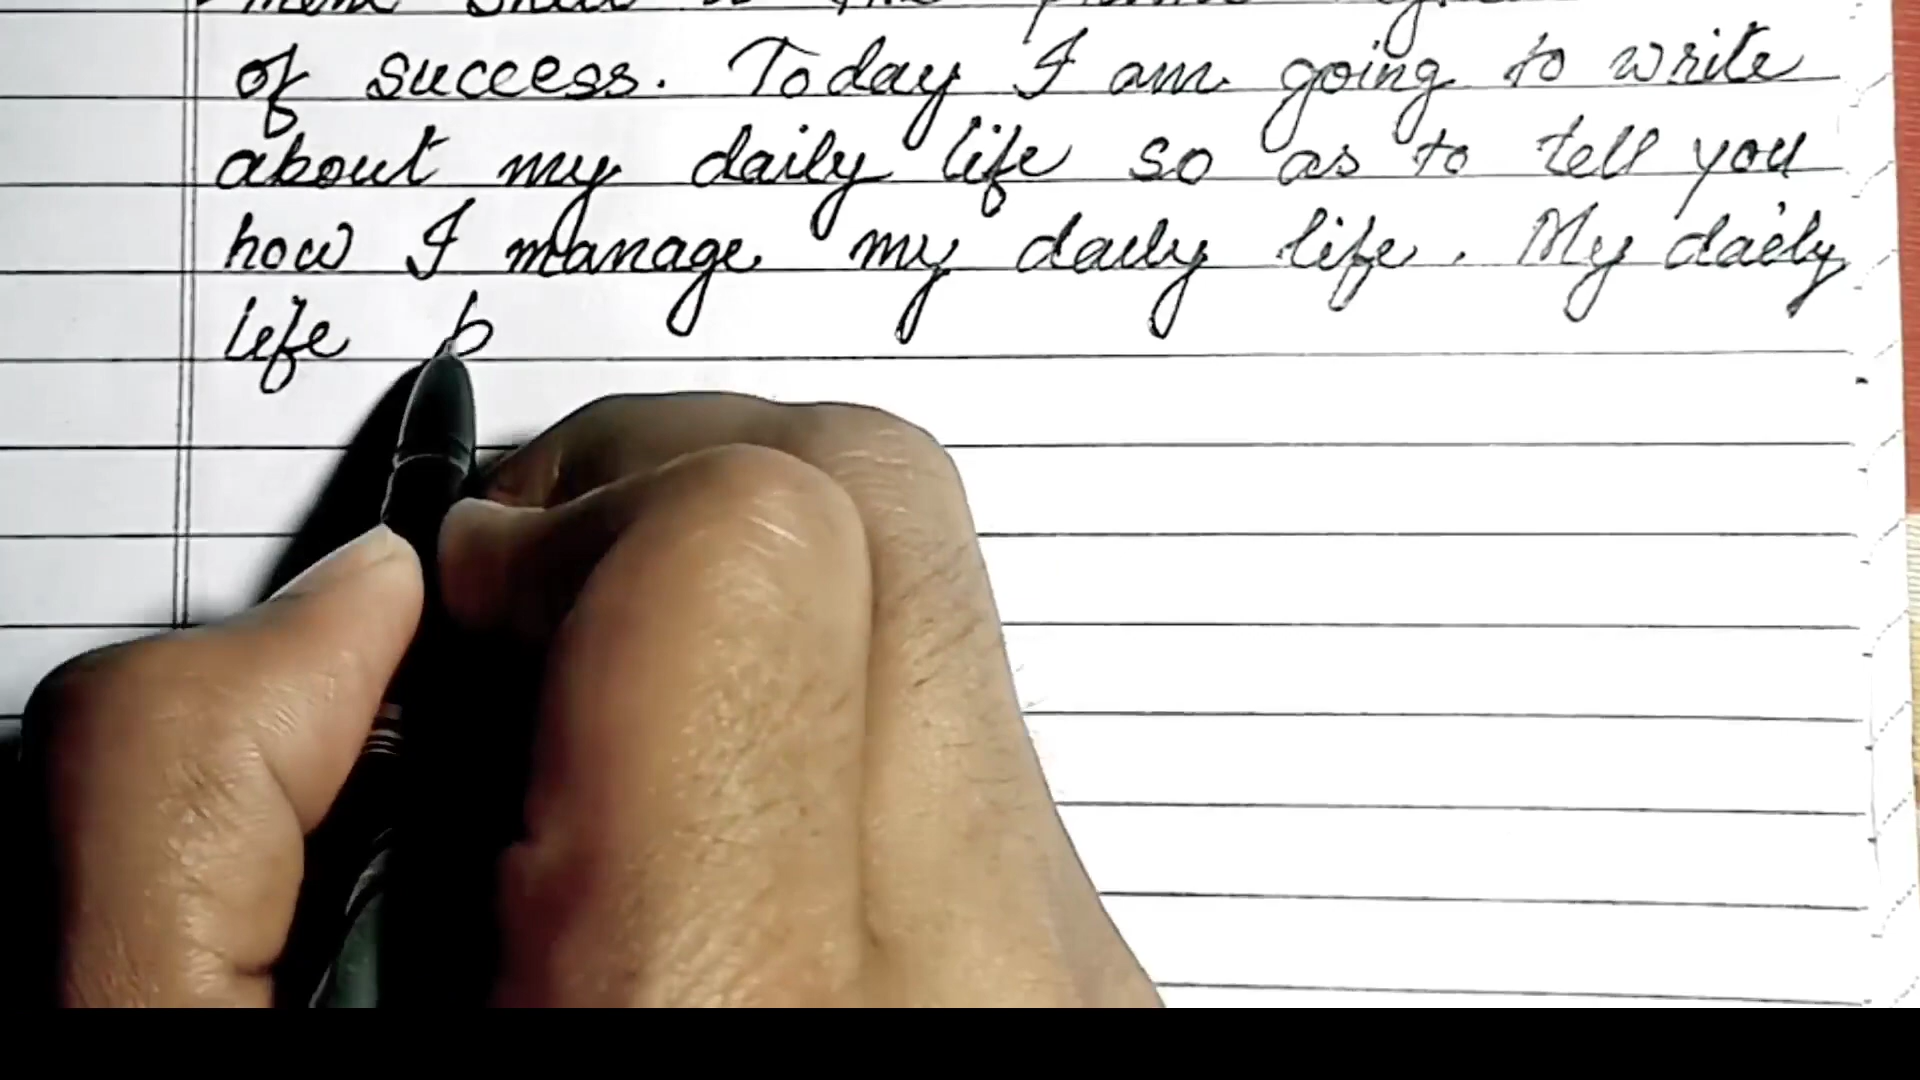 of success. Today I am going to write
about my daily life so as to tell you
how I manage my daily life. My daily
life b